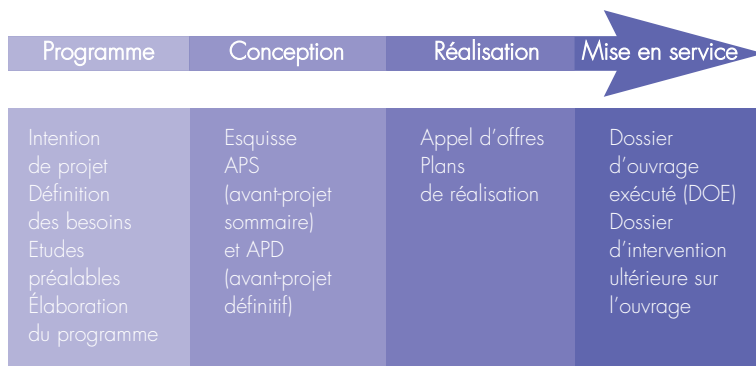 Programme
Conception
Réalisation
Mise en service
Intention
de projet
Définition
des besoins
Etudes
préalables
Élaboration
du programme
Esquisse
APS
(avant-projet
sommaire)
et APD
(avant-projet
définitif)
Appel d’offres
Plans
de réalisation
Dossier
d’ouvrage
exécuté (DOE)
Dossier
d’intervention
ultérieure sur
l’ouvrage